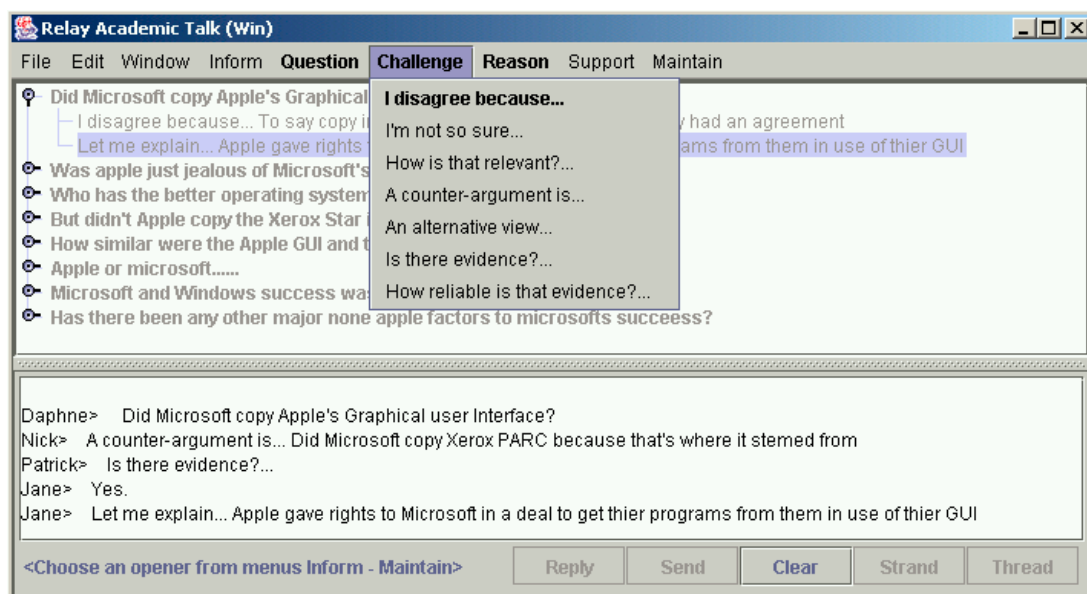 Relay Academic Talk (Win)
File Edit Window Inform Question Challenge Reason Support Maintain
Did Microsoft copy Apple's Graphical
I disagree because...
I disagree because... To say copy had an agreement
I'm not so sure...
Let me explain... Apple gave rights from them in use of thier GUI
How is that relevant?...
Was apple just jealous of Microsoft's
Who has the better operating system
A counter-argument is...
But didn't Apple copy the Xerox Star
An alternative view...
How similar were the Apple GUI and
Is there evidence?...
Apple or microsoft......
Microsoft and Windows success
How reliable is that evidence?...
Has there been any other major none apple factors to microsofts succeess?
Daphne> Did Microsoft copy Apple's Graphical user Interface?
Nick> A counter-argument is... Did Microsoft copy Xerox PARC because that's where it stemed from
Patrick> Is there evidence?...
Jane> Yes.
Jane> Let me explain... Apple gave rights to Microsoft in a deal to get thier programs from them in use of thier GUI
<Choose an opener from menus Inform - Maintain> Reply Send Clear Strand Thread